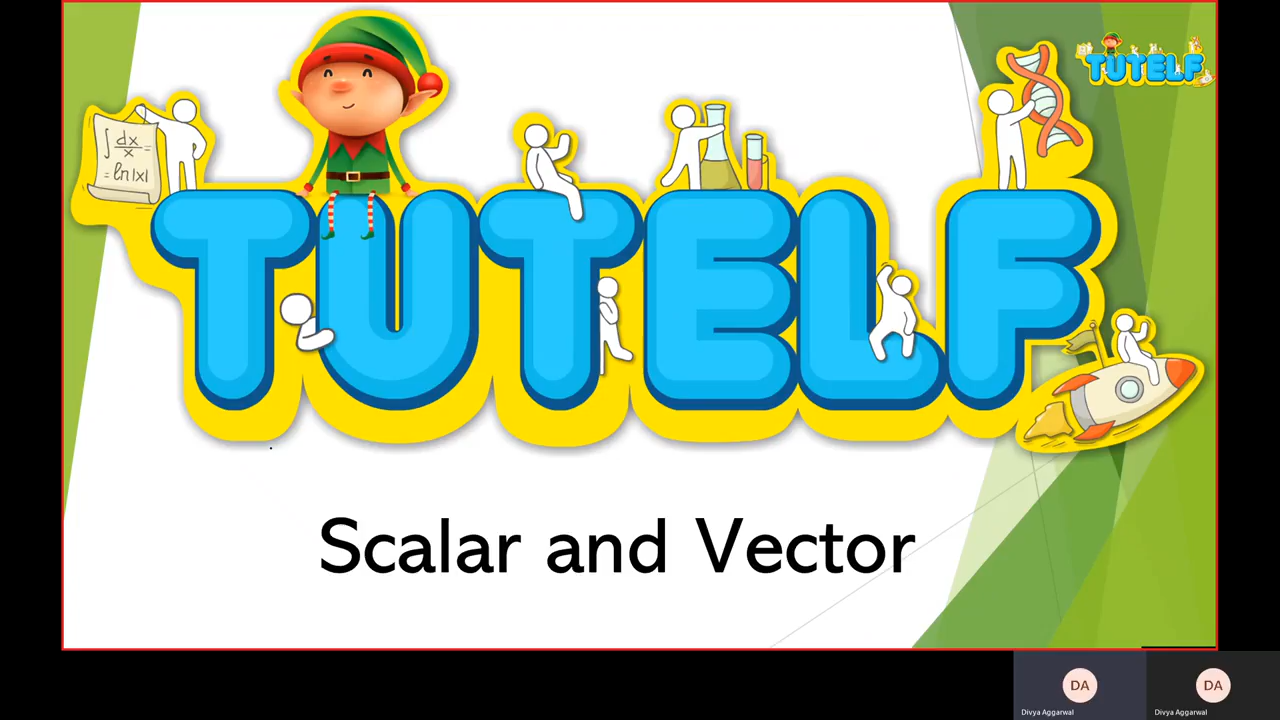 TUTELF
∫ dx/x =
= ln|x|
TUTELF
Scalar and Vector
DA
DA
Divya Aggarwal
Divya Aggarwal